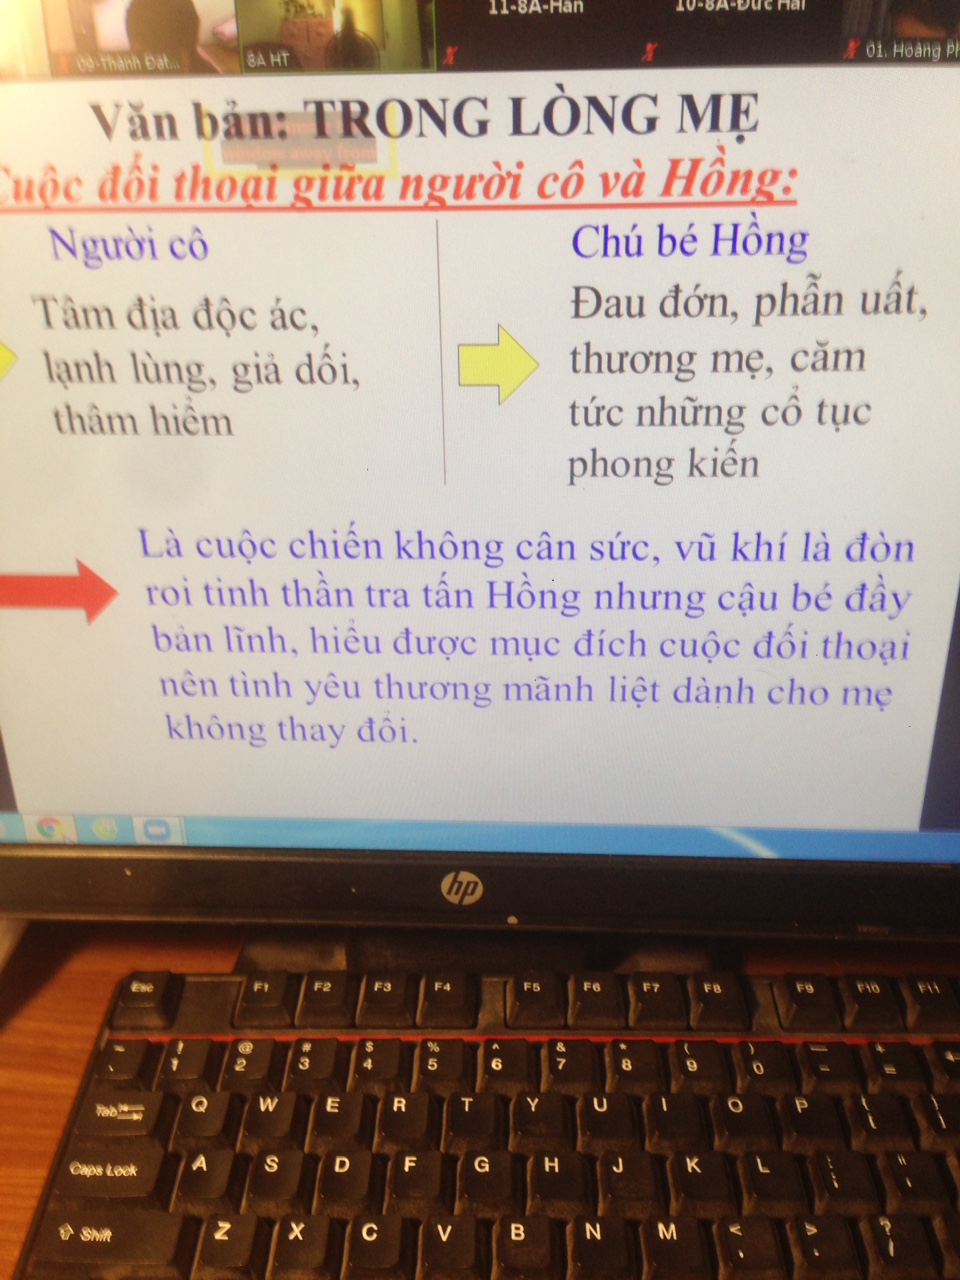 11-8A-Hân
10-8A-Đức Hải
09-Thành Đạt...
8A HT
01. Hoàng Ph
Văn bản: TRONG LÒNG MẸ
Cuộc đối thoại giữa người cô và Hồng:
Người cô
Chú bé Hồng
Tâm địa độc ác,
lạnh lùng, giả dối,
thâm hiểm
Đau đớn, phẫn uất,
thương mẹ, căm
tức những cổ tục
phong kiến
Là cuộc chiến không cân sức, vũ khí là đòn
roi tinh thần tra tấn Hồng nhưng cậu bé đầy
bản lĩnh, hiểu được mục đích cuộc đối thoại
nên tình yêu thương mãnh liệt dành cho mẹ
không thay đổi.
hp
Esc F1 F2 F3 F4 F5 F6 F7 F8 F9 F10 F11
~ ! @ # $ % ^ & * ( ) — +
` 1 2 3 4 5 6 7 8 9 0 - =
Tab Q W E R T Y U I O P { }
Caps Lock A S D F G H J K L : "
Shift Z X C V B N M < > ?